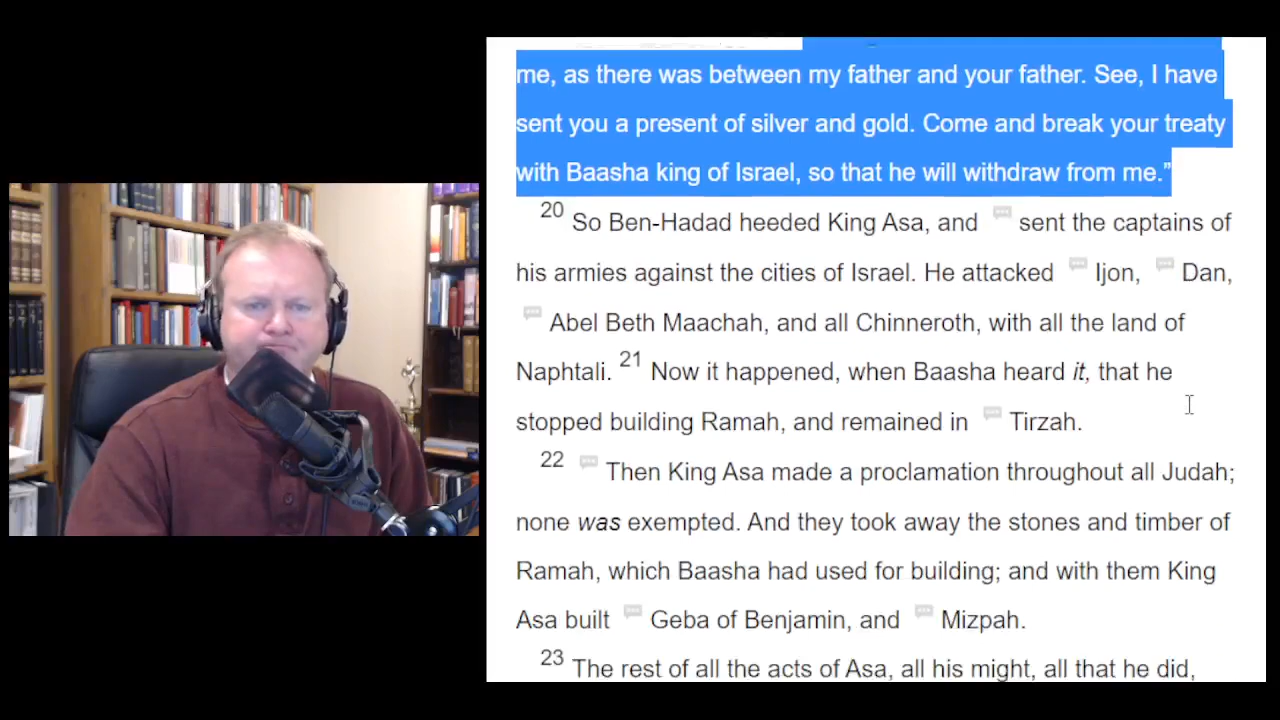 me, as there was between my father and your father. See, I have
sent you a present of silver and gold. Come and break your treaty
with Baasha king of Israel, so that he will withdraw from me.”
20 So Ben-Hadad heeded King Asa, and sent the captains of
his armies against the cities of Israel. He attacked Ijon, Dan,
Abel Beth Maachah, and all Chinneroth, with all the land of
Naphtali. 21 Now it happened, when Baasha heard it, that he
stopped building Ramah, and remained in Tirzah.
22 Then King Asa made a proclamation throughout all Judah;
none was exempted. And they took away the stones and timber of
Ramah, which Baasha had used for building; and with them King
Asa built Geba of Benjamin, and Mizpah.
23 The rest of all the acts of Asa, all his might, all that he did,